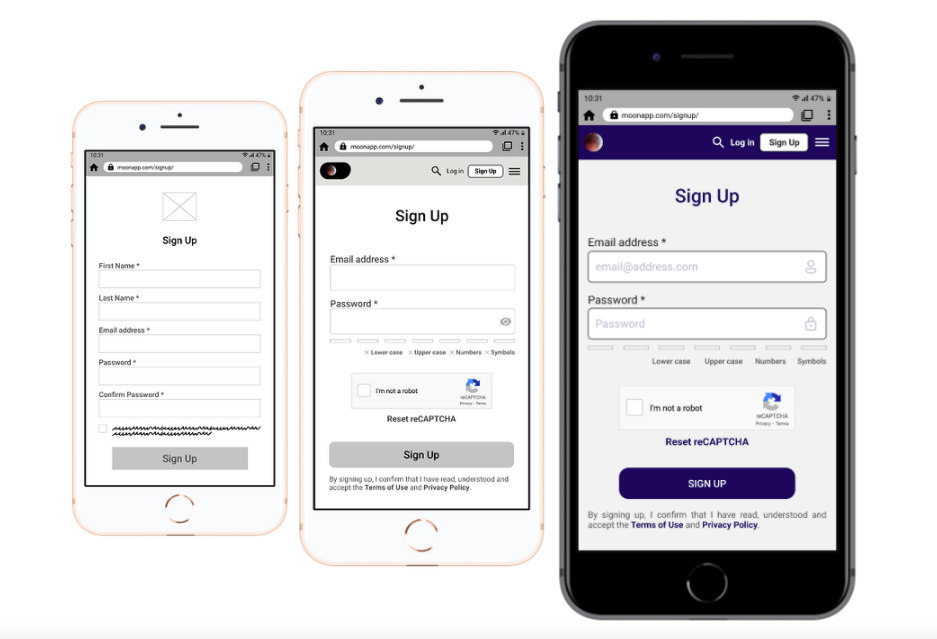 10:31
47%
moonapp.com/signup/
Sign Up
First Name *
Last Name *
Email address *
Password *
Confirm Password *
Sign Up
10:31
47%
moonapp.com/signup/
Log in
Sign Up
Sign Up
Email address *
Password *
× Lower case × Upper case × Numbers × Symbols
I'm not a robot
reCAPTCHA
Privacy - Terms
Reset reCAPTCHA
Sign Up
By signing up, I confirm that I have read, understood and
accept the Terms of Use and Privacy Policy.
10:31
47%
moonapp.com/signup/
Log in
Sign Up
Sign Up
Email address *
email@address.com
Password *
Password
Lower case Upper case Numbers Symbols
I'm not a robot
reCAPTCHA
Privacy - Terms
Reset reCAPTCHA
SIGN UP
By signing up, I confirm that I have read, understood and
accept the Terms of Use and Privacy Policy.